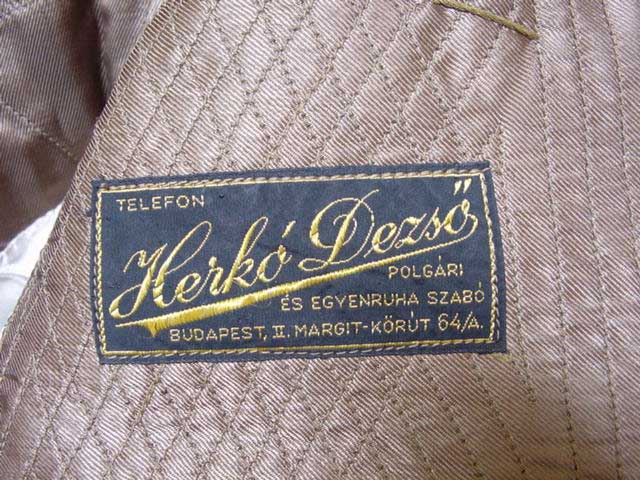 TELEFON
Herkó Dezső
POLGÁRI
ÉS EGYENRUHA SZABÓ
BUDAPEST, II. MARGIT-KÖRÚT 64/A.